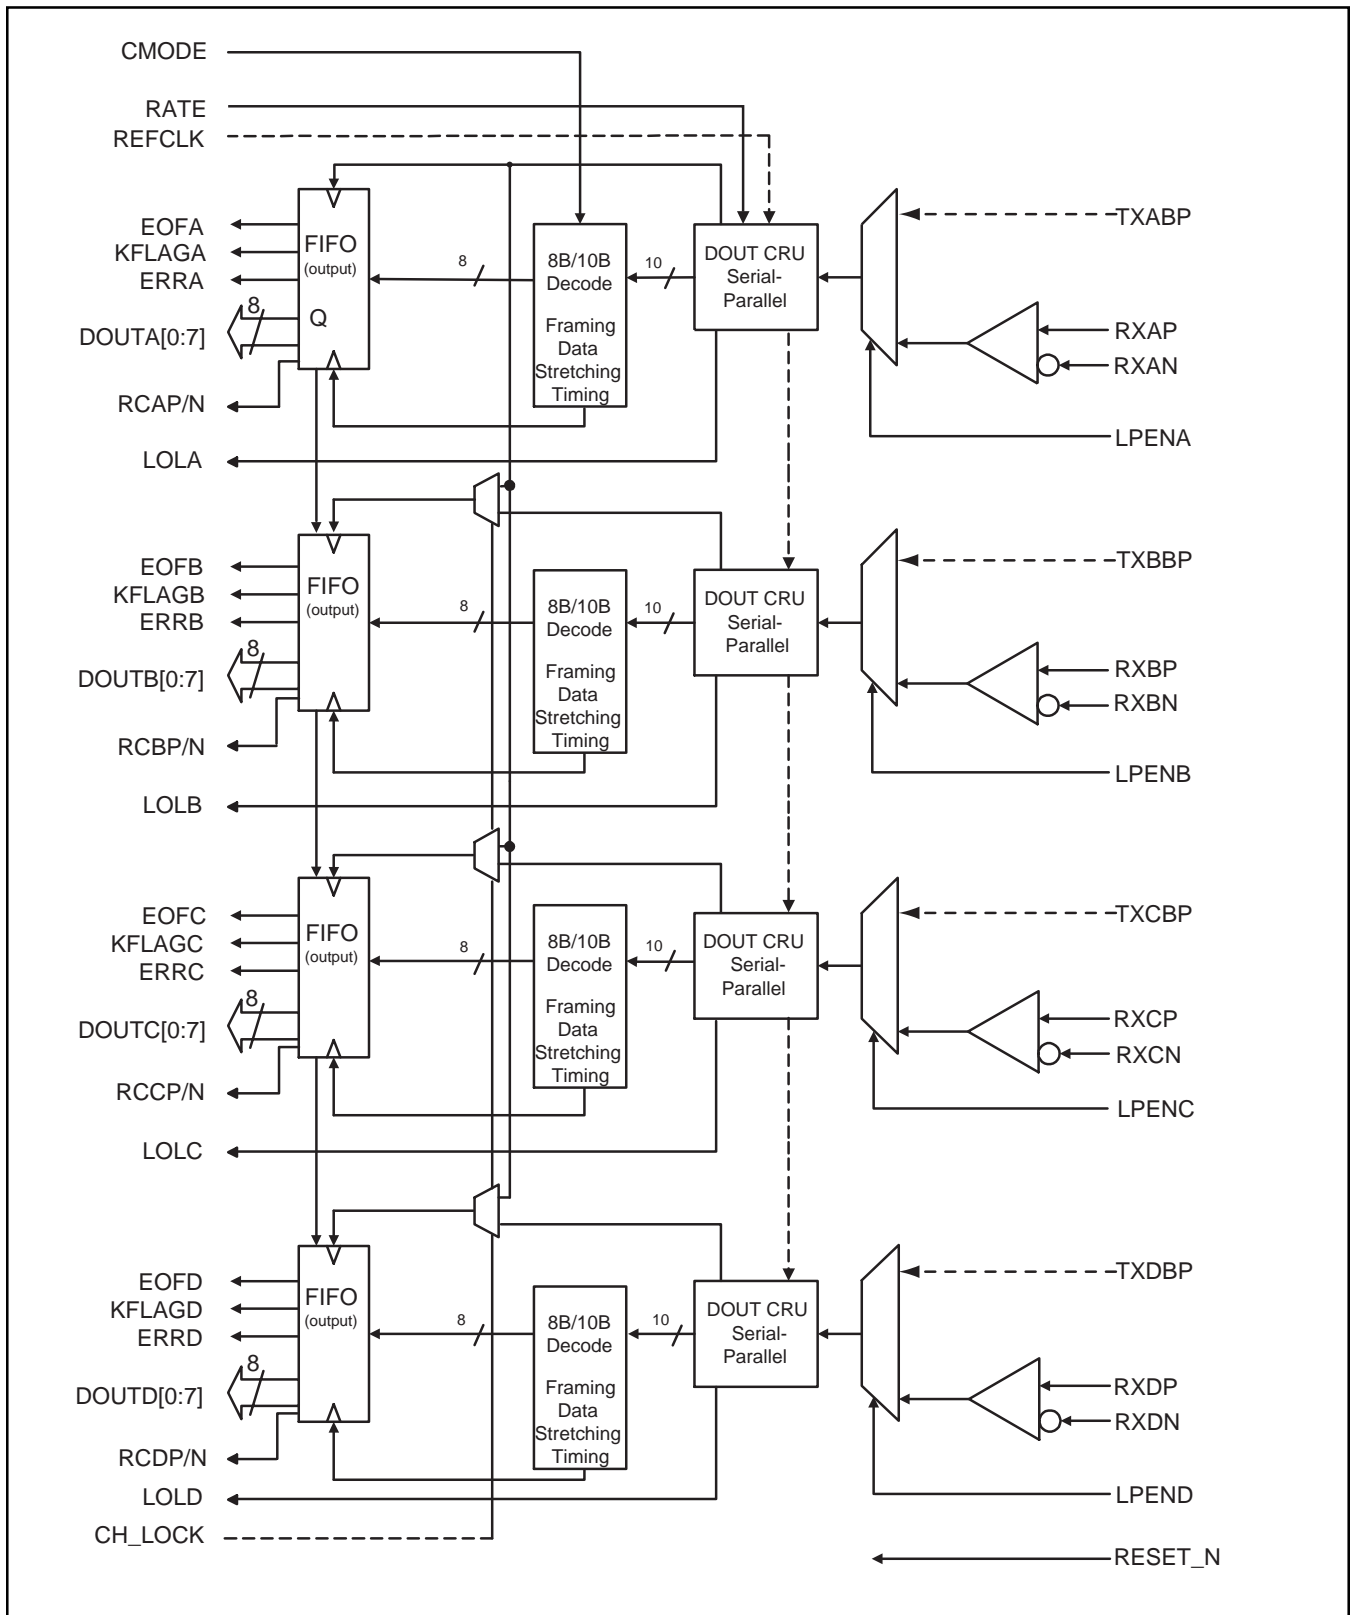 CMODE
RATE
REFCLK
EOFA
KFLAGA
ERRA
8
DOUTA[0:7]
RCAP/N
LOLA
FIFO
(output)
Q
8
8B/10B
Decode
Framing
Data
Stretching
Timing
10
DOUT CRU
Serial-
Parallel
TXABP
RXAP
RXAN
LPENA
EOFB
KFLAGB
ERRB
8
DOUTB[0:7]
RCBP/N
LOLB
FIFO
(output)
8
8B/10B
Decode
Framing
Data
Stretching
Timing
10
DOUT CRU
Serial-
Parallel
TXBBP
RXBP
RXBN
LPENB
EOFC
KFLAGC
ERRC
8
DOUTC[0:7]
RCCP/N
LOLC
FIFO
(output)
8
8B/10B
Decode
Framing
Data
Stretching
Timing
10
DOUT CRU
Serial-
Parallel
TXCBP
RXCP
RXCN
LPENC
EOFD
KFLAGD
ERRD
8
DOUTD[0:7]
RCDP/N
LOLD
CH_LOCK
FIFO
(output)
8
8B/10B
Decode
Framing
Data
Stretching
Timing
10
DOUT CRU
Serial-
Parallel
TXDBP
RXDP
RXDN
LPEND
RESET_N